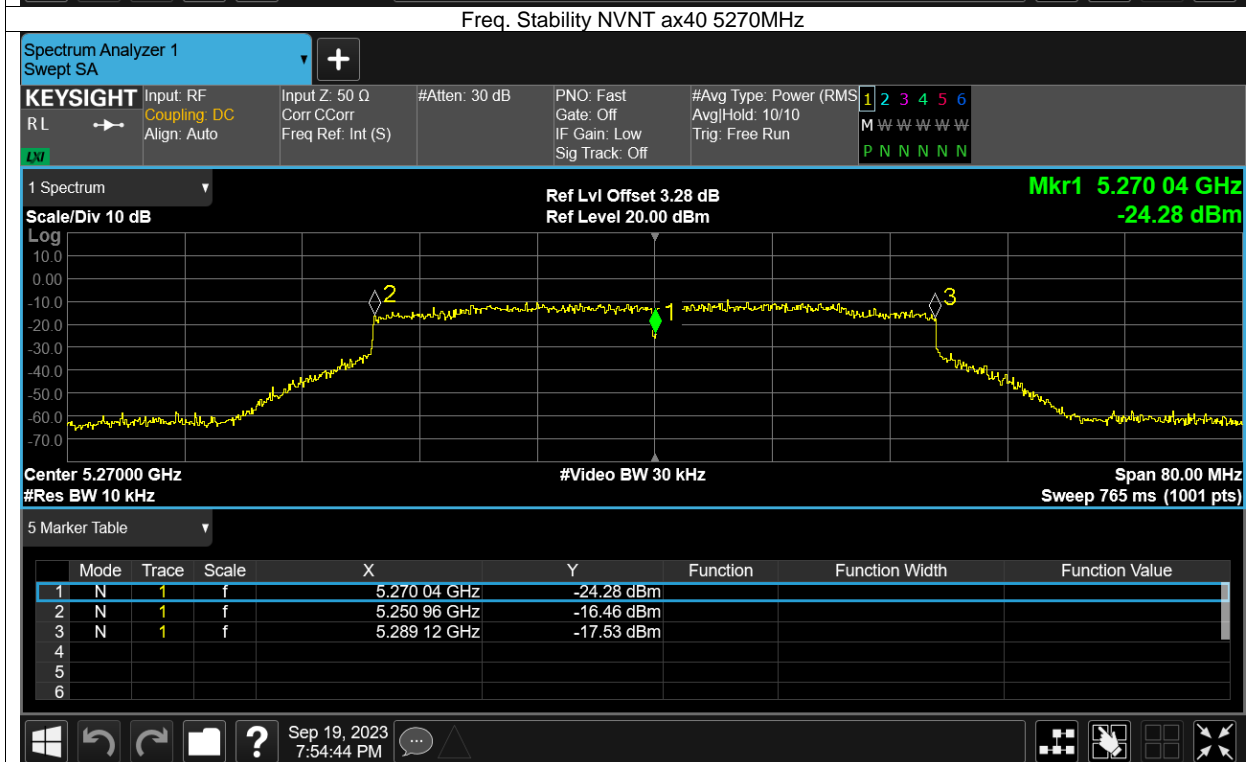 Freq. Stability NVNT ax40 5270MHz
Spectrum Analyzer 1
Swept SA
KEYSIGHT Input: RF Input Z: 50 Ω #Atten: 30 dB PNO: Fast #Avg Type: Power (RMS 1 2 3 4 5 6
RL Coupling: DC Corr CCorr Gate: Off Avg|Hold: 10/10 M W W W W W
Align: Auto Freq Ref: Int (S) IF Gain: Low Trig: Free Run
LXI Sig Track: Off P N N N N N
1 Spectrum Ref Lvl Offset 3.28 dB Mkr1 5.270 04 GHz
Scale/Div 10 dB Ref Level 20.00 dBm -24.28 dBm
Log
10.0
0.00
-10.0 2 3
-20.0 1
-30.0
-40.0
-50.0
-60.0
-70.0
Center 5.27000 GHz #Video BW 30 kHz Span 80.00 MHz
#Res BW 10 kHz Sweep 765 ms (1001 pts)
5 Marker Table
Mode Trace Scale X Y Function Function Width Function Value
1 N 1 f 5.270 04 GHz -24.28 dBm
2 N 1 f 5.250 96 GHz -16.46 dBm
3 N 1 f 5.289 12 GHz -17.53 dBm
4
5
6
? Sep 19, 2023
7:54:44 PM